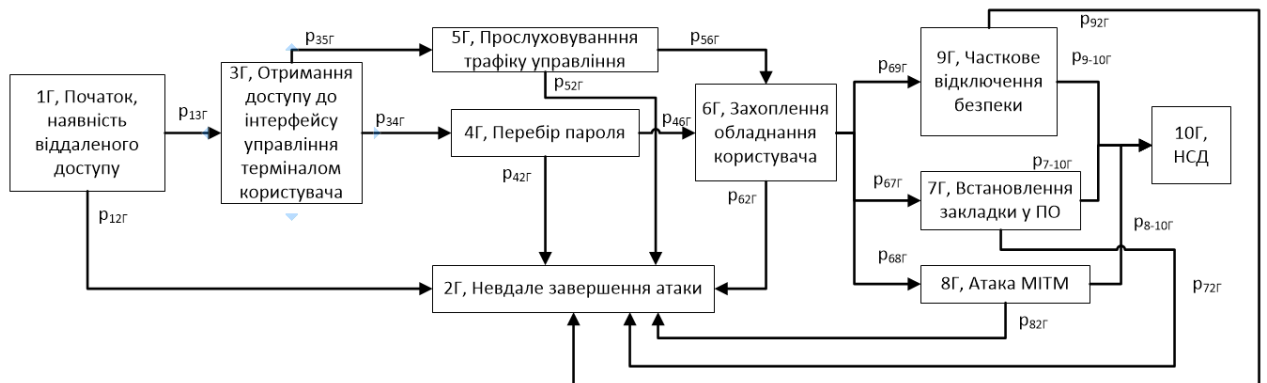 p92Г
p35Г
5Г, Прослуховуванння
трафіку управління
p56Г
9Г, Часткове
відключення
безпеки
p9-10Г
p69Г
3Г, Отримання
доступу до
інтерфейсу
управління
терміналом
користувача
1Г, Початок,
наявність
віддаленого
доступу
p13Г
p52Г
6Г, Захоплення
обладнання
користувача
p34Г
4Г, Перебір пароля
p46Г
10Г,
НСД
p7-10Г
p42Г
p62Г
p67Г
7Г, Встановлення
закладки у ПО
p12Г
p8-10Г
p68Г
2Г, Невдале завершення атаки
8Г, Атака МІТМ
p72Г
p82Г